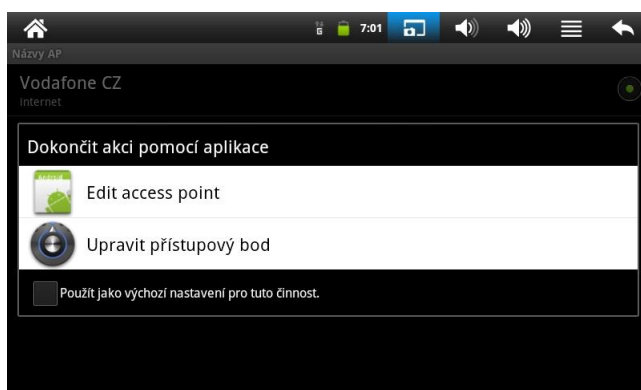 7:01
Názvy AP
Vodafone CZ
internet
Dokončit akci pomocí aplikace
Edit access point
Upravit přístupový bod
Použít jako výchozí nastavení pro tuto činnost.